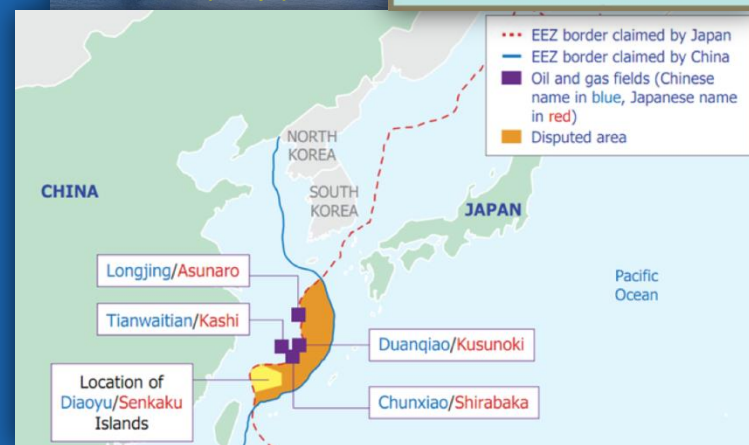 EEZ border claimed by Japan
EEZ border claimed by China
Oil and gas fields (Chinese
name in blue, Japanese name
in red)
Disputed area
NORTH
KOREA
CHINA
SOUTH
KOREA
JAPAN
Longjing/Asunaro
Pacific
Ocean
Tianwaitian/Kashi
Duanqiao/Kusunoki
Location of
Diaoyu/Senkaku
Islands
Chunxiao/Shirabaka